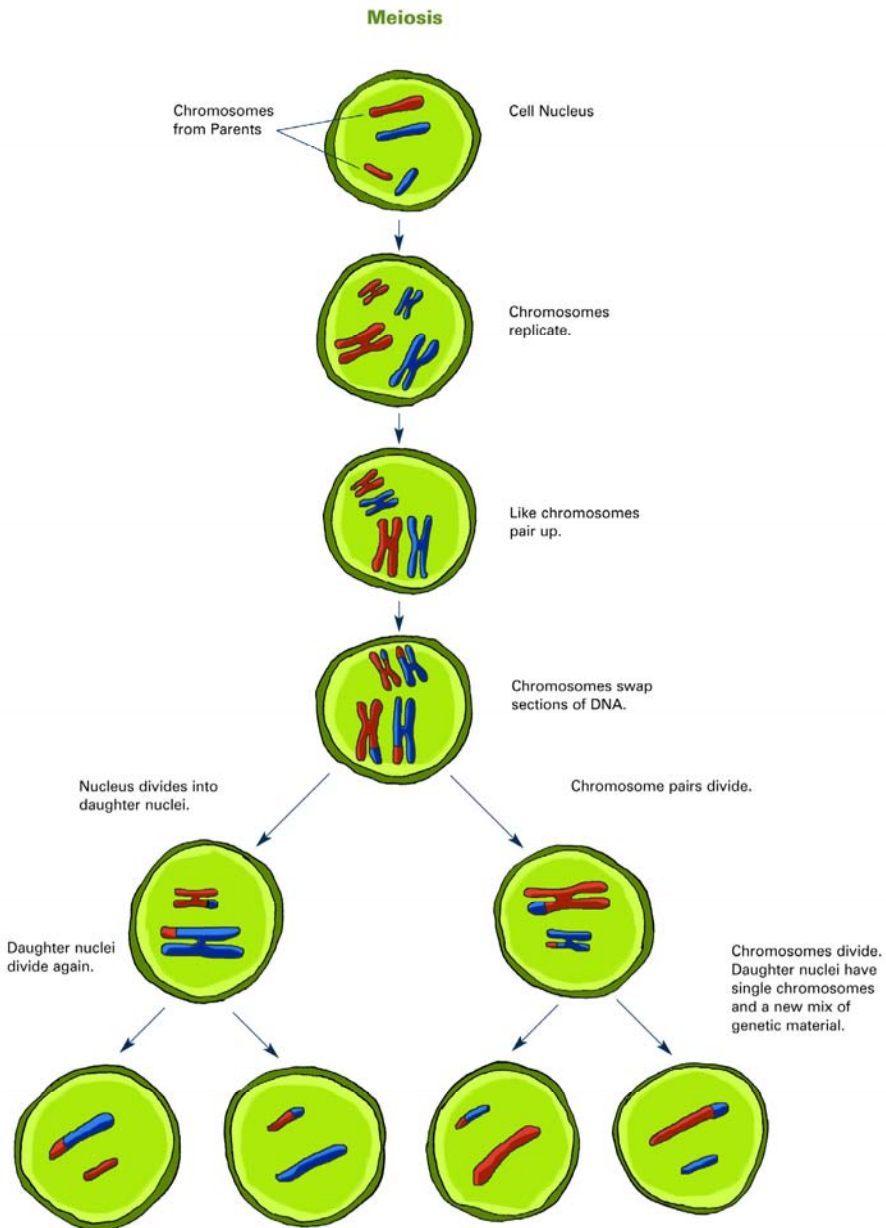 Meiosis
Chromosomes
from Parents
Cell Nucleus
Chromosomes
replicate.
Like chromosomes
pair up.
Chromosomes swap
sections of DNA.
Nucleus divides into
daughter nuclei.
Chromosome pairs divide.
Daughter nuclei
divide again.
Chromosomes divide.
Daughter nuclei have
single chromosomes
and a new mix of
genetic material.